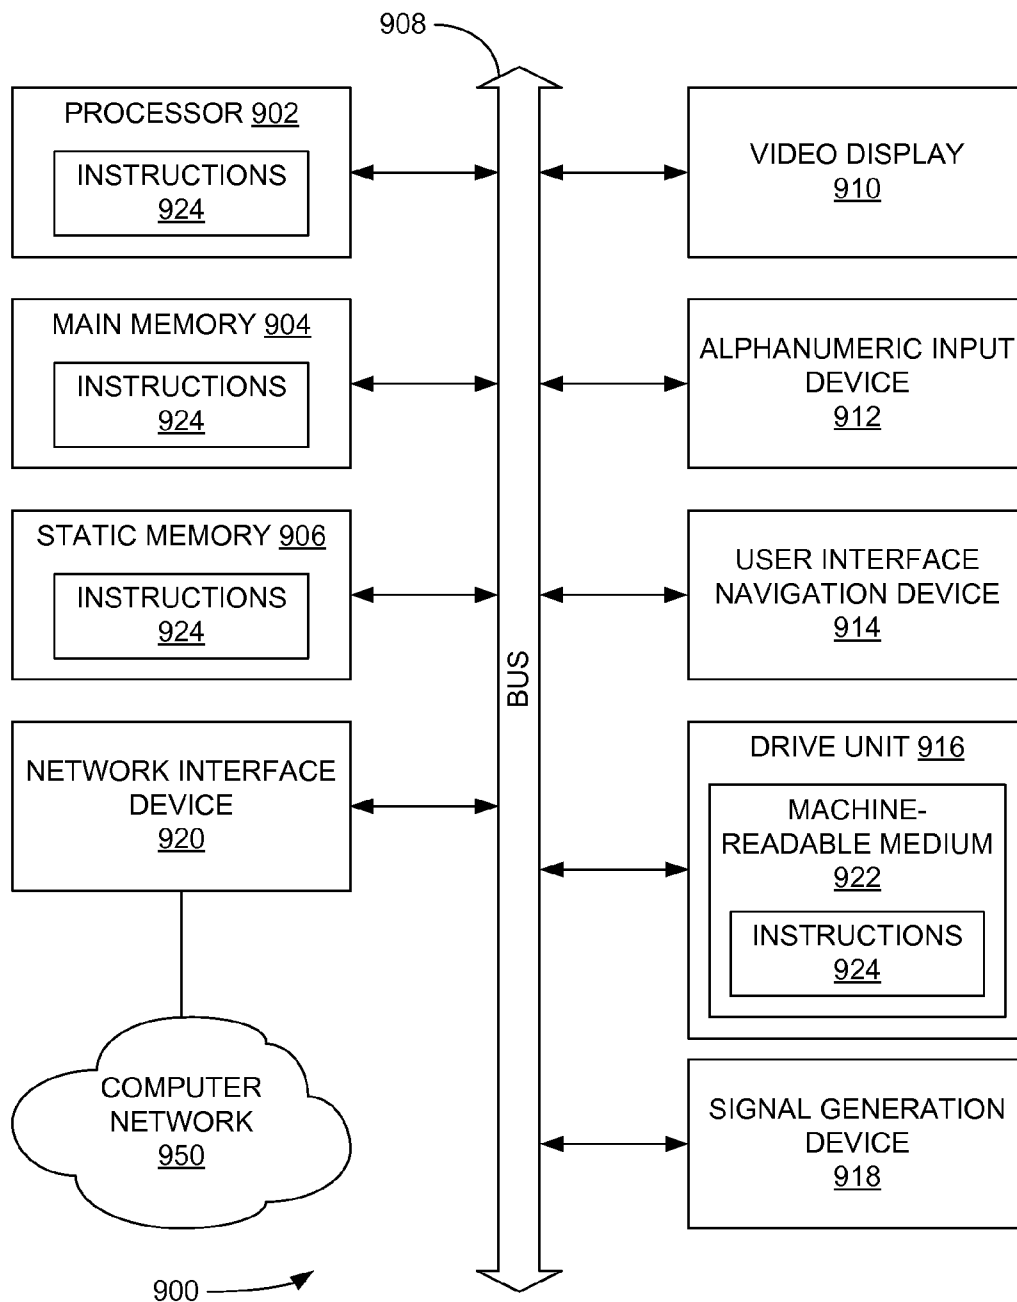 908
PROCESSOR 902
INSTRUCTIONS
924
MAIN MEMORY 904
INSTRUCTIONS
924
STATIC MEMORY 906
INSTRUCTIONS
924
NETWORK INTERFACE
DEVICE
920
COMPUTER
NETWORK
950
900
BUS
VIDEO DISPLAY
910
ALPHANUMERIC INPUT
DEVICE
912
USER INTERFACE
NAVIGATION DEVICE
914
DRIVE UNIT 916
MACHINE-
READABLE MEDIUM
922
INSTRUCTIONS
924
SIGNAL GENERATION
DEVICE
918